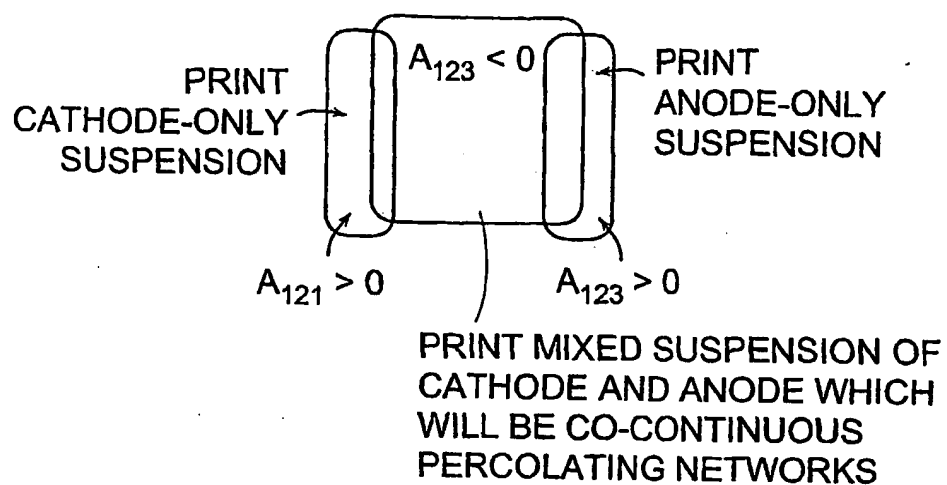 PRINT
CATHODE-ONLY
SUSPENSION
A₁₂₃ < 0
PRINT
ANODE-ONLY
SUSPENSION
A₁₂₁ > 0
A₁₂₃ > 0
PRINT MIXED SUSPENSION OF
CATHODE AND ANODE WHICH
WILL BE CO-CONTINUOUS
PERCOLATING NETWORKS